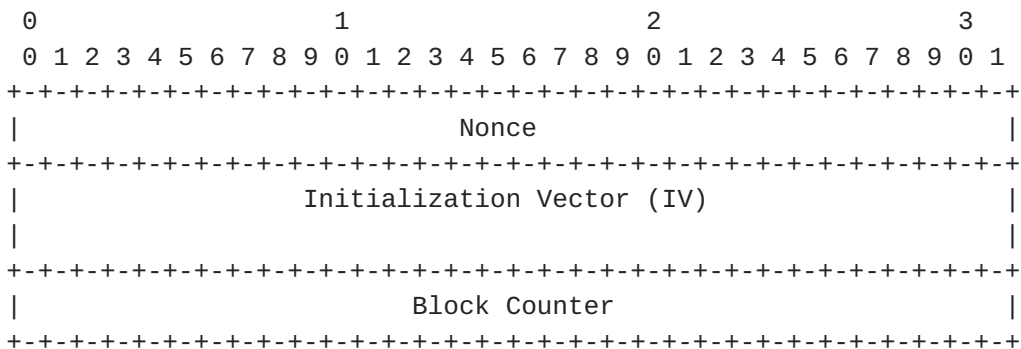 0                   1                   2                   3
 0 1 2 3 4 5 6 7 8 9 0 1 2 3 4 5 6 7 8 9 0 1 2 3 4 5 6 7 8 9 0 1
+-+-+-+-+-+-+-+-+-+-+-+-+-+-+-+-+-+-+-+-+-+-+-+-+-+-+-+-+-+-+-+-+
|                            Nonce                              |
+-+-+-+-+-+-+-+-+-+-+-+-+-+-+-+-+-+-+-+-+-+-+-+-+-+-+-+-+-+-+-+-+
|                  Initialization Vector (IV)                   |
|                                                               |
+-+-+-+-+-+-+-+-+-+-+-+-+-+-+-+-+-+-+-+-+-+-+-+-+-+-+-+-+-+-+-+-+
|                         Block Counter                         |
+-+-+-+-+-+-+-+-+-+-+-+-+-+-+-+-+-+-+-+-+-+-+-+-+-+-+-+-+-+-+-+-+